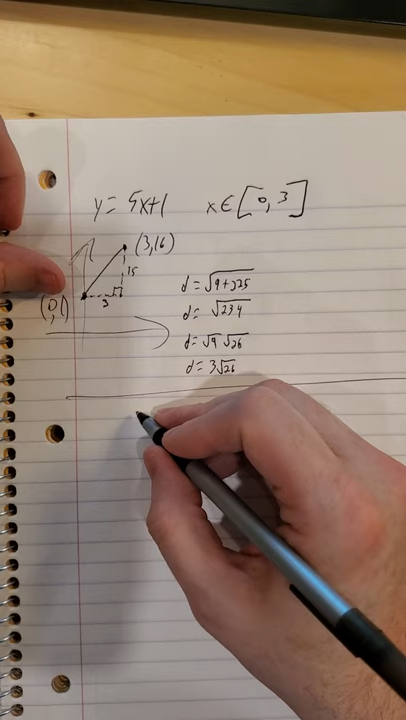 y = 5x+1 x ∈ [0, 3]
(3,16)
15
(0,1)
3
d = √9+225
d = √234
d = √9 √26
d = 3√26